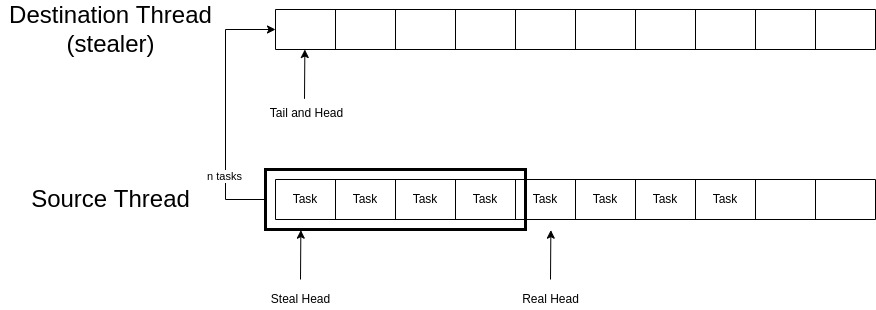 Destination Thread
(stealer)
Tail and Head
n tasks
Source Thread
Task Task Task Task Task Task Task Task
Steal Head
Real Head